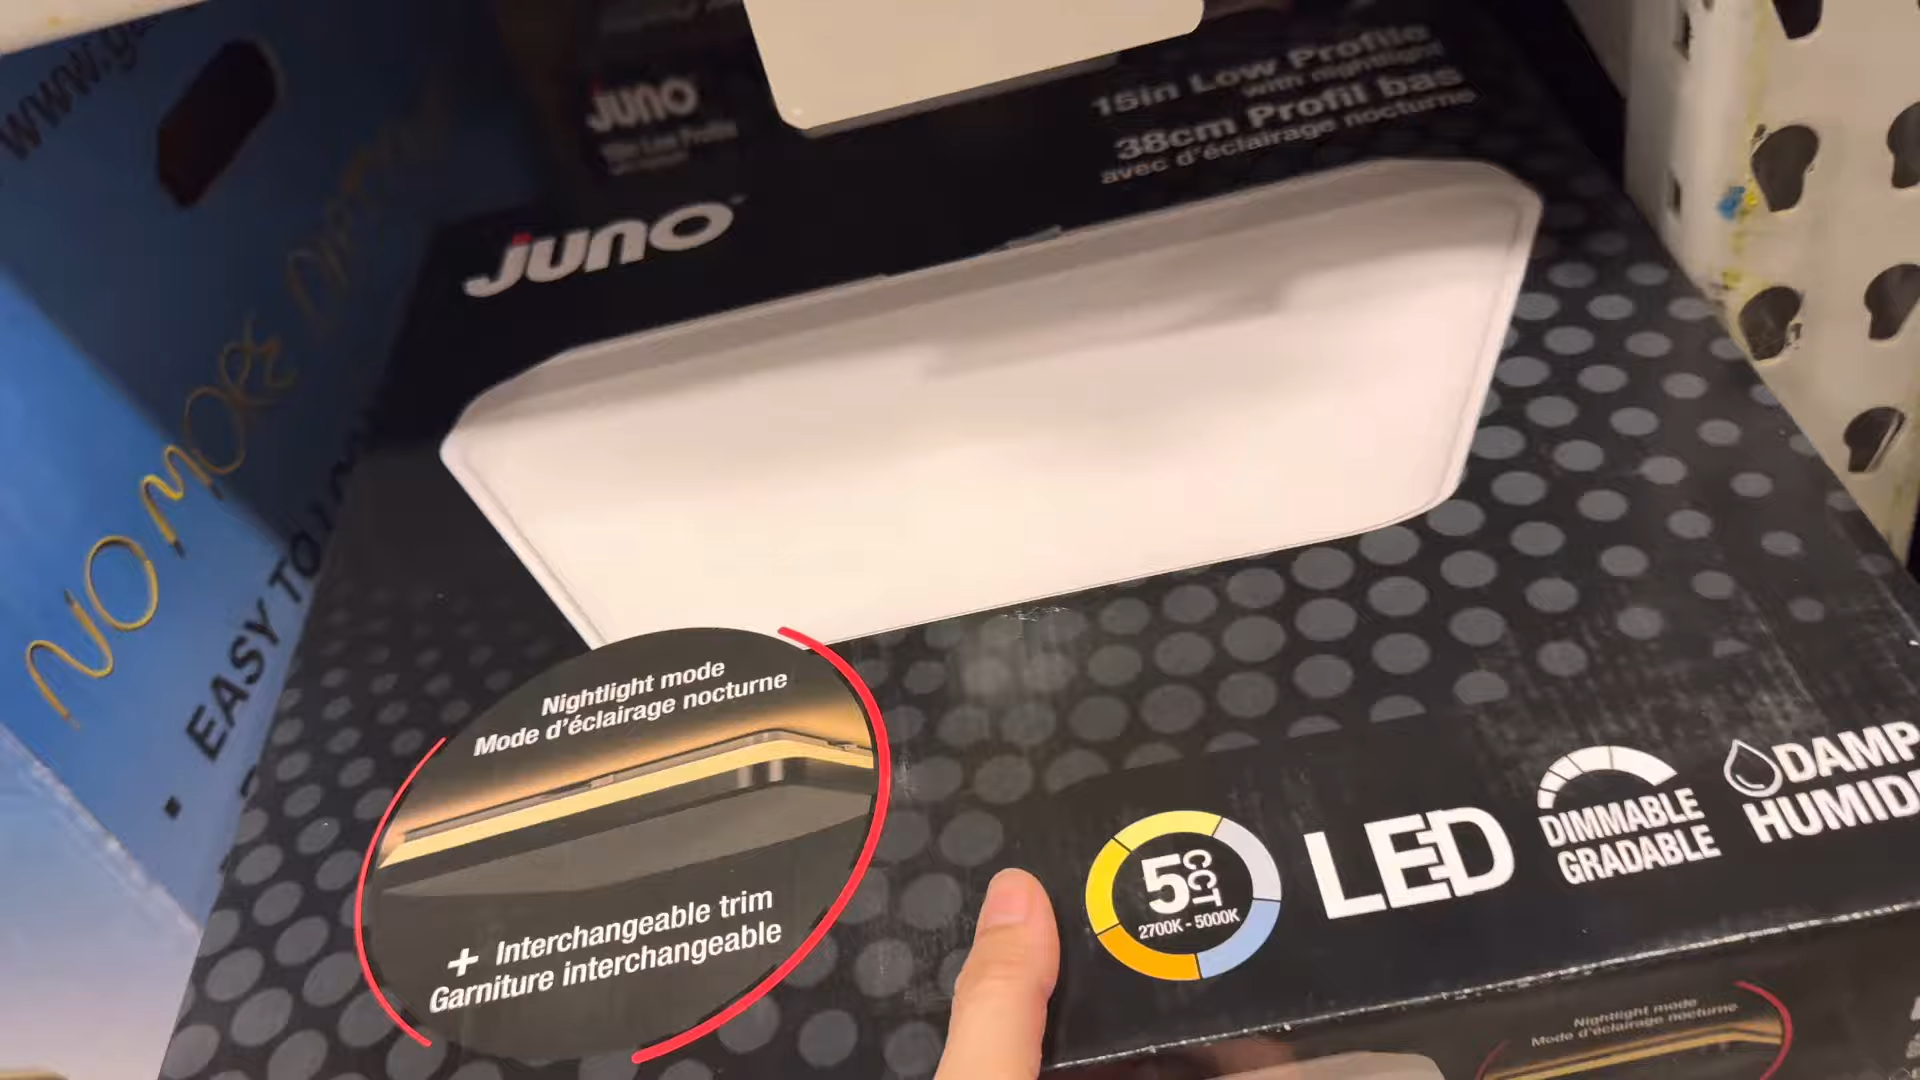 www.g
NO MORE
EASY TO
JUNO
15in Low Profile
with nightlight
38cm Profil bas
avec d'éclairage nocturne
juno
Nightlight mode
Mode d'éclairage nocturne
+ Interchangeable trim
Garniture interchangeable
5 CCT
2700K - 5000K
LED
DIMMABLE
GRADABLE
DAMP
HUMID
Nightlight mode
Mode d'éclairage nocturne